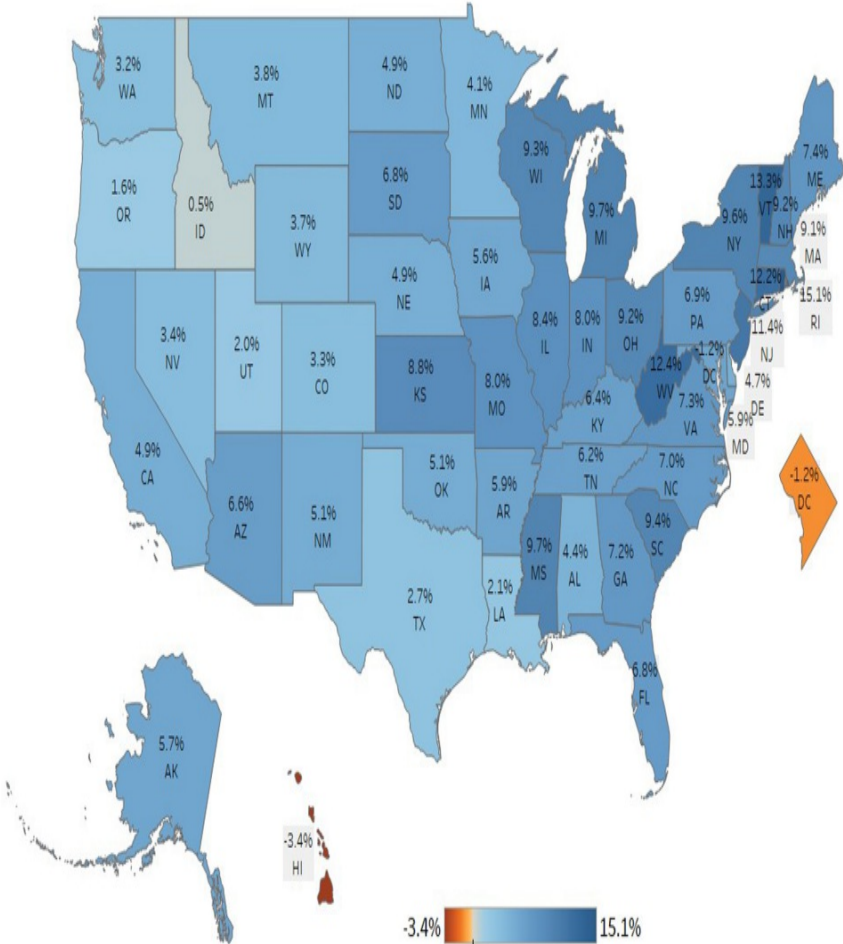 3.2%
WA
3.8%
MT
4.9%
ND
4.1%
MN
9.3%
WI
9.7%
MI
7.4%
ME
13.3%
VT
9.2%
NH
9.1%
MA
9.6%
NY
12.2%
CT
15.1%
RI
1.6%
OR
0.5%
ID
3.7%
WY
6.8%
SD
5.6%
IA
4.9%
NE
8.4%
IL
8.0%
IN
9.2%
OH
6.9%
PA
11.4%
NJ
3.4%
NV
2.0%
UT
3.3%
CO
8.8%
KS
8.0%
MO
6.4%
KY
12.4%
WV
-1.2%
DC
4.7%
DE
7.3%
VA
5.9%
MD
4.9%
CA
6.6%
AZ
5.1%
NM
5.1%
OK
5.9%
AR
6.2%
TN
7.0%
NC
-1.2%
DC
2.7%
TX
2.1%
LA
9.7%
MS
4.4%
AL
7.2%
GA
9.4%
SC
6.8%
FL
5.7%
AK
-3.4%
HI
-3.4% 15.1%